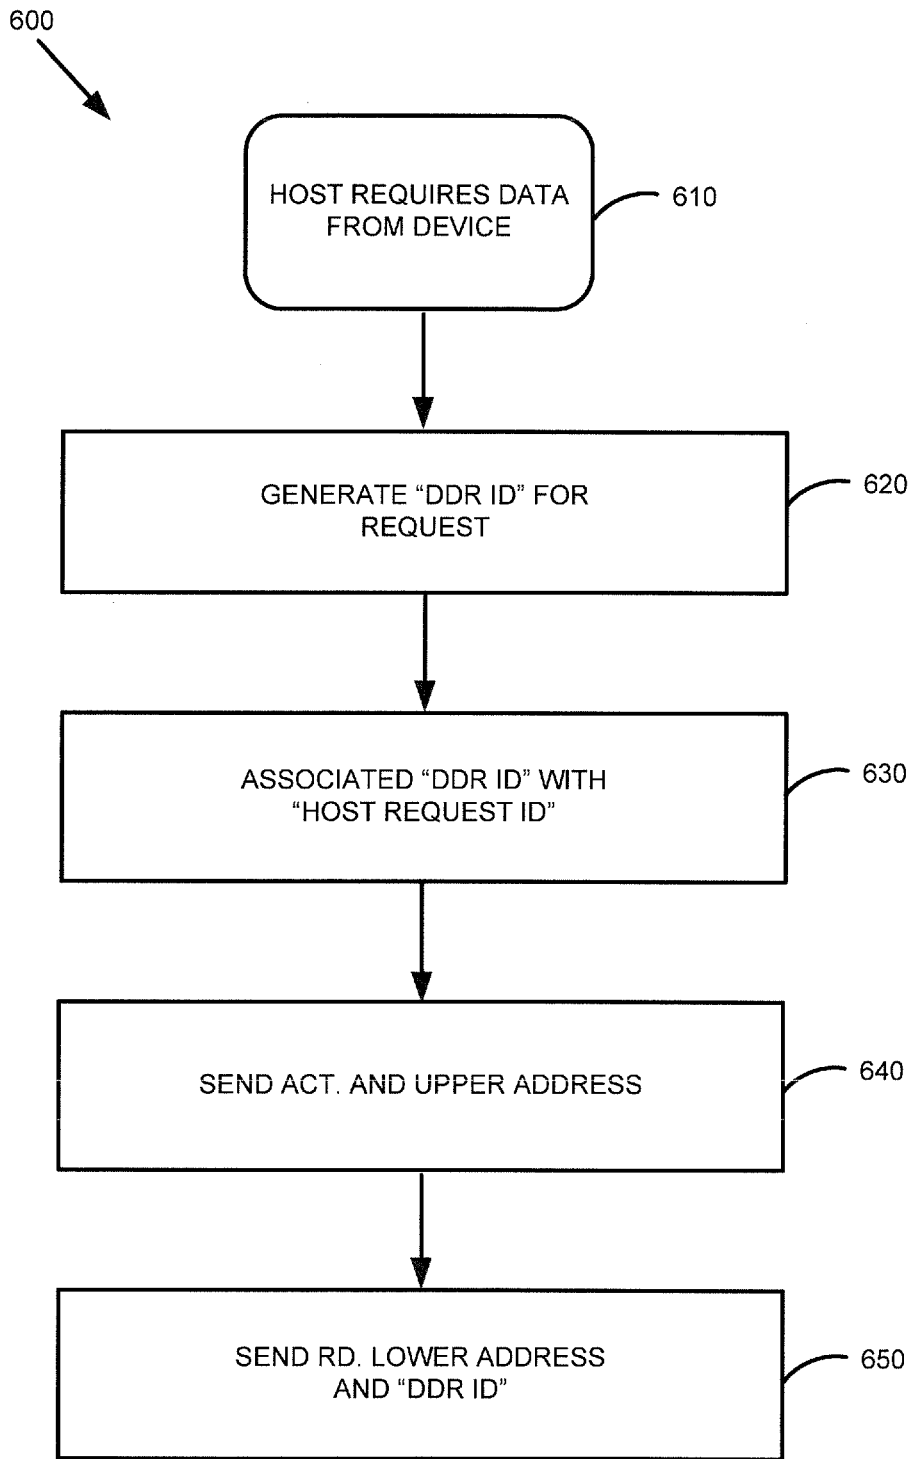 600
HOST REQUIRES DATA
FROM DEVICE
610
GENERATE “DDR ID” FOR
REQUEST
620
ASSOCIATED “DDR ID” WITH
“HOST REQUEST ID”
630
SEND ACT. AND UPPER ADDRESS
640
SEND RD. LOWER ADDRESS
AND “DDR ID”
650